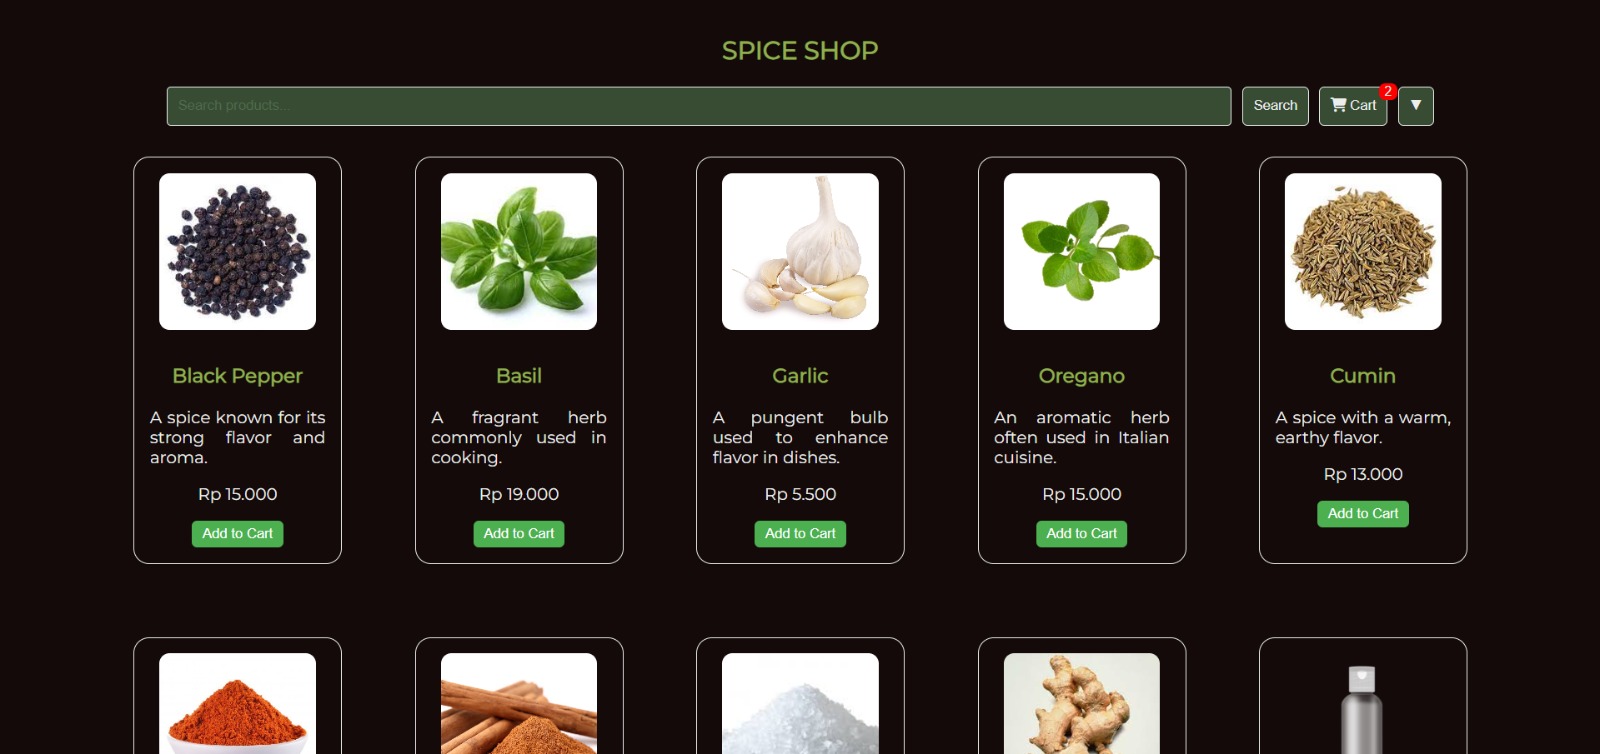 SPICE SHOP
Search products...
Search
Cart
2
▼
Black Pepper
A spice known for its
strong flavor and
aroma.
Rp 15.000
Add to Cart
Basil
A fragrant herb
commonly used in
cooking.
Rp 19.000
Add to Cart
Garlic
A pungent bulb
used to enhance
flavor in dishes.
Rp 5.500
Add to Cart
Oregano
An aromatic herb
often used in Italian
cuisine.
Rp 15.000
Add to Cart
Cumin
A spice with a warm,
earthy flavor.
Rp 13.000
Add to Cart